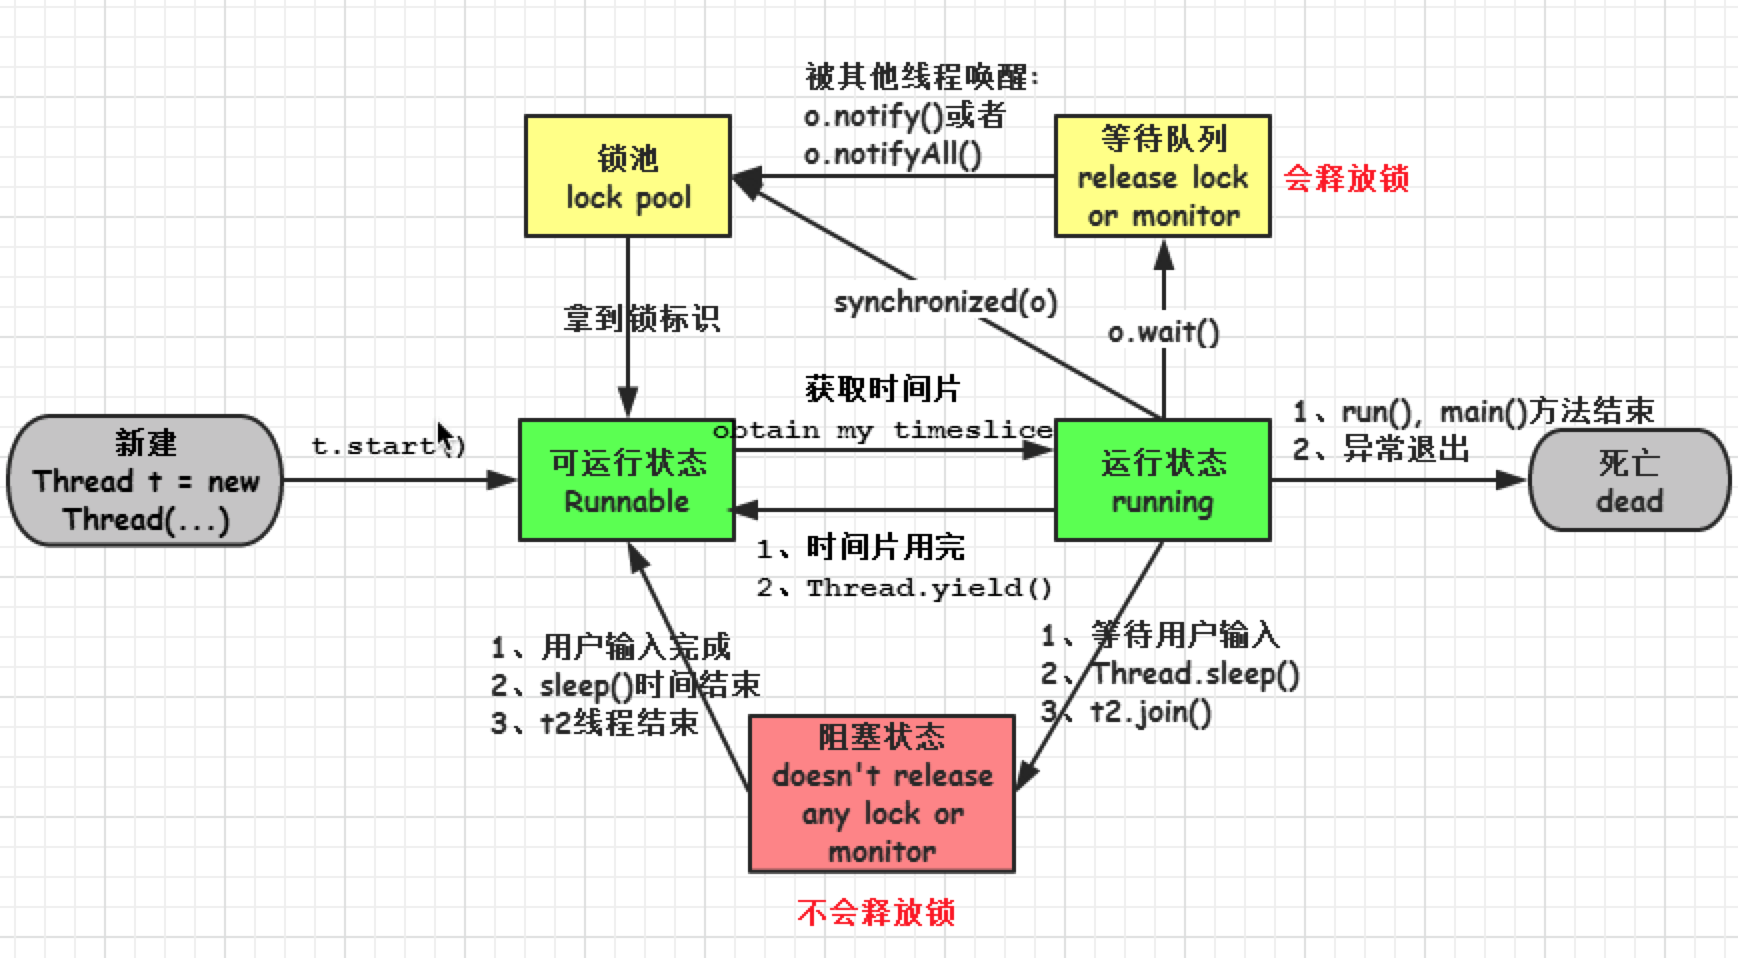 被其他线程唤醒:
o.notify()或者
o.notifyAll()
锁池
lock pool
等待队列
release lock
or monitor
会释放锁
拿到锁标识
synchronized(o)
o.wait()
获取时间片
obtain my timeslice
新建
Thread t = new
Thread(...)
t.start()
可运行状态
Runnable
运行状态
running
1、run(), main()方法结束
2、异常退出
死亡
dead
1、时间片用完
2、Thread.yield()
1、用户输入完成
2、sleep()时间结束
3、t2线程结束
1、等待用户输入
2、Thread.sleep()
3、t2.join()
阻塞状态
doesn't release
any lock or
monitor
不会释放锁